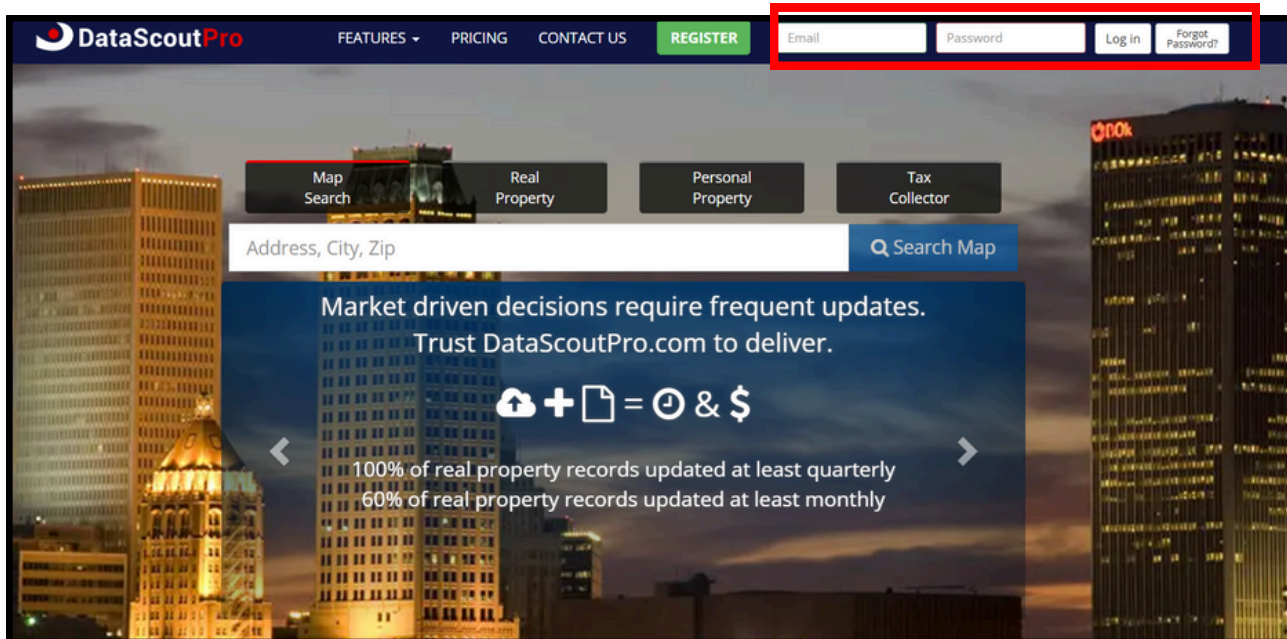 DataScoutPro
FEATURES
PRICING
CONTACT US
REGISTER
Email
Password
Log in
Forgot
Password?
Map
Search
Real
Property
Personal
Property
Tax
Collector
Address, City, Zip
Search Map
Market driven decisions require frequent updates.
Trust DataScoutPro.com to deliver.
= & $
100% of real property records updated at least quarterly
60% of real property records updated at least monthly
BOk